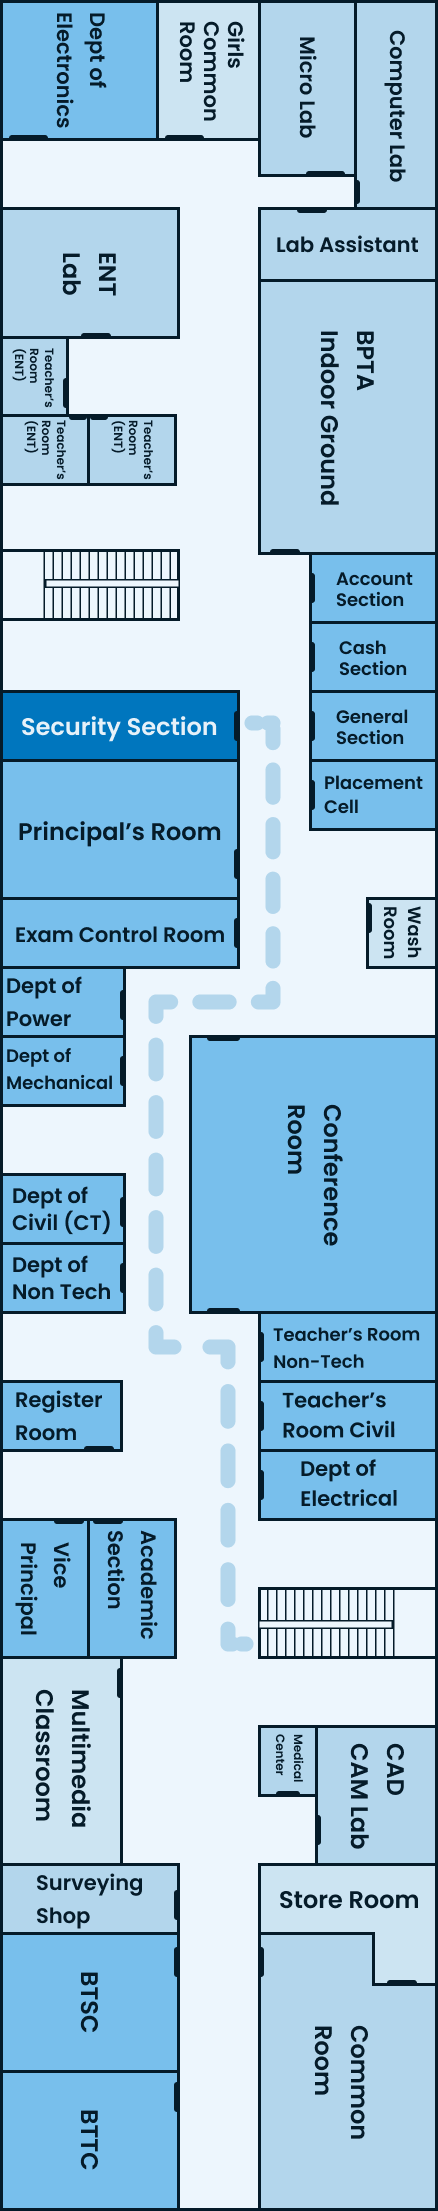 Dept of
Electronics
Girls
Common
Room
Micro Lab
Computer Lab
ENT
Lab
Lab Assistant
BPTA
Indoor Ground
Teacher's
Room
(ENT)
Teacher's
Room
(ENT)
Teacher's
Room
(ENT)
Account
Section
Cash
Section
General
Section
Placement
Cell
Security Section
Principal's Room
Exam Control Room
Wash
Room
Dept of
Power
Dept of
Mechanical
Conference
Room
Dept of
Civil (CT)
Dept of
Non Tech
Teacher's Room
Non-Tech
Teacher's
Room Civil
Dept of
Electrical
Register
Room
Vice
Principal
Academic
Section
Multimedia
Classroom
Medical
Center
CAD
CAM Lab
Surveying
Shop
Store Room
BTSC
Common
Room
BTTC